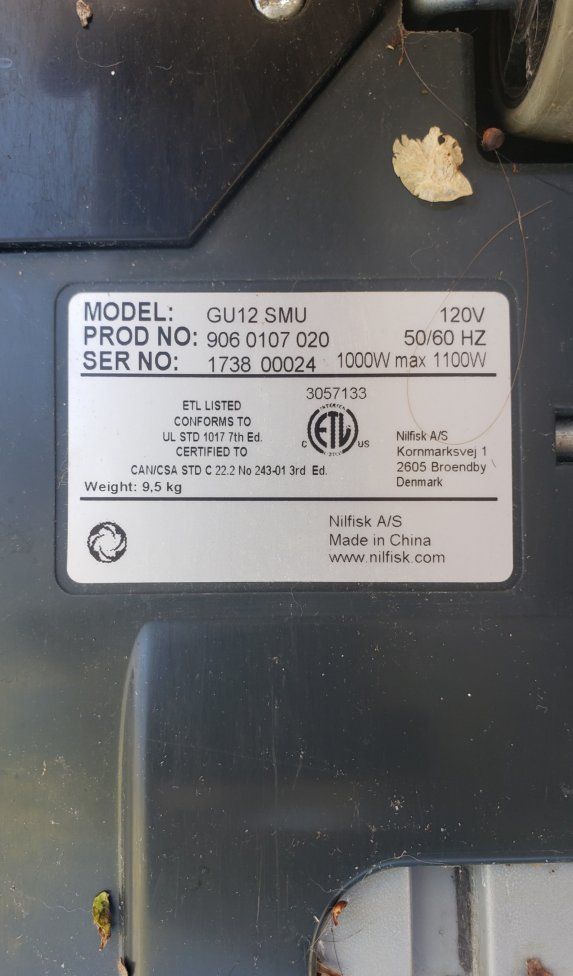 MODEL: GU12 SMU 120V
PROD NO: 906 0107 020 50/60 HZ
SER NO: 1738 00024 1000W max 1100W
3057133
ETL LISTED
CONFORMS TO
UL STD 1017 7th Ed.
CERTIFIED TO
CAN/CSA STD C 22.2 No 243-01 3rd Ed.
INTERTEK
C ETL US
Nilfisk A/S
Kornmarksvej 1
2605 Broendby
Denmark
Weight: 9,5 kg
Nilfisk A/S
Made in China
www.nilfisk.com